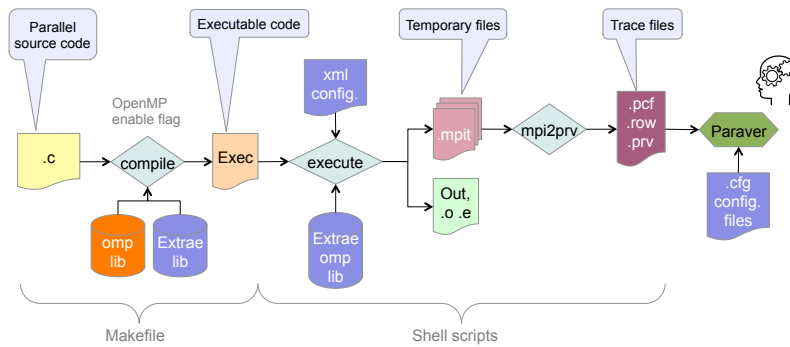 Parallel
source code
Executable code
Temporary files
Trace files
OpenMP
enable flag
xml
config.
.c
compile
Exec
execute
.mpit
mpi2prv
.pcf
.row
.prv
Paraver
Out,
.o .e
omp
lib
Extrae
lib
Extrae
omp
lib
.cfg
config.
files
Makefile
Shell scripts